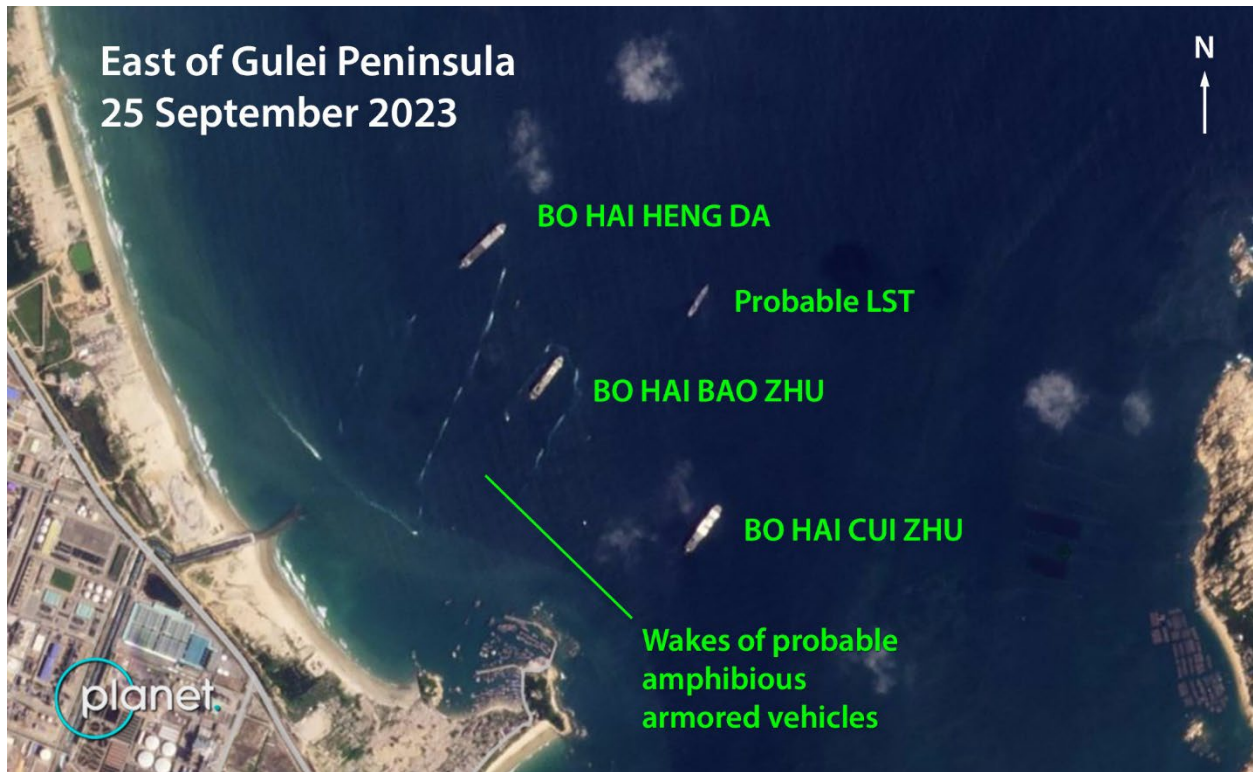 East of Gulei Peninsula
25 September 2023
N
BO HAI HENG DA
Probable LST
BO HAI BAO ZHU
BO HAI CUI ZHU
Wakes of probable
amphibious
armored vehicles
planet.